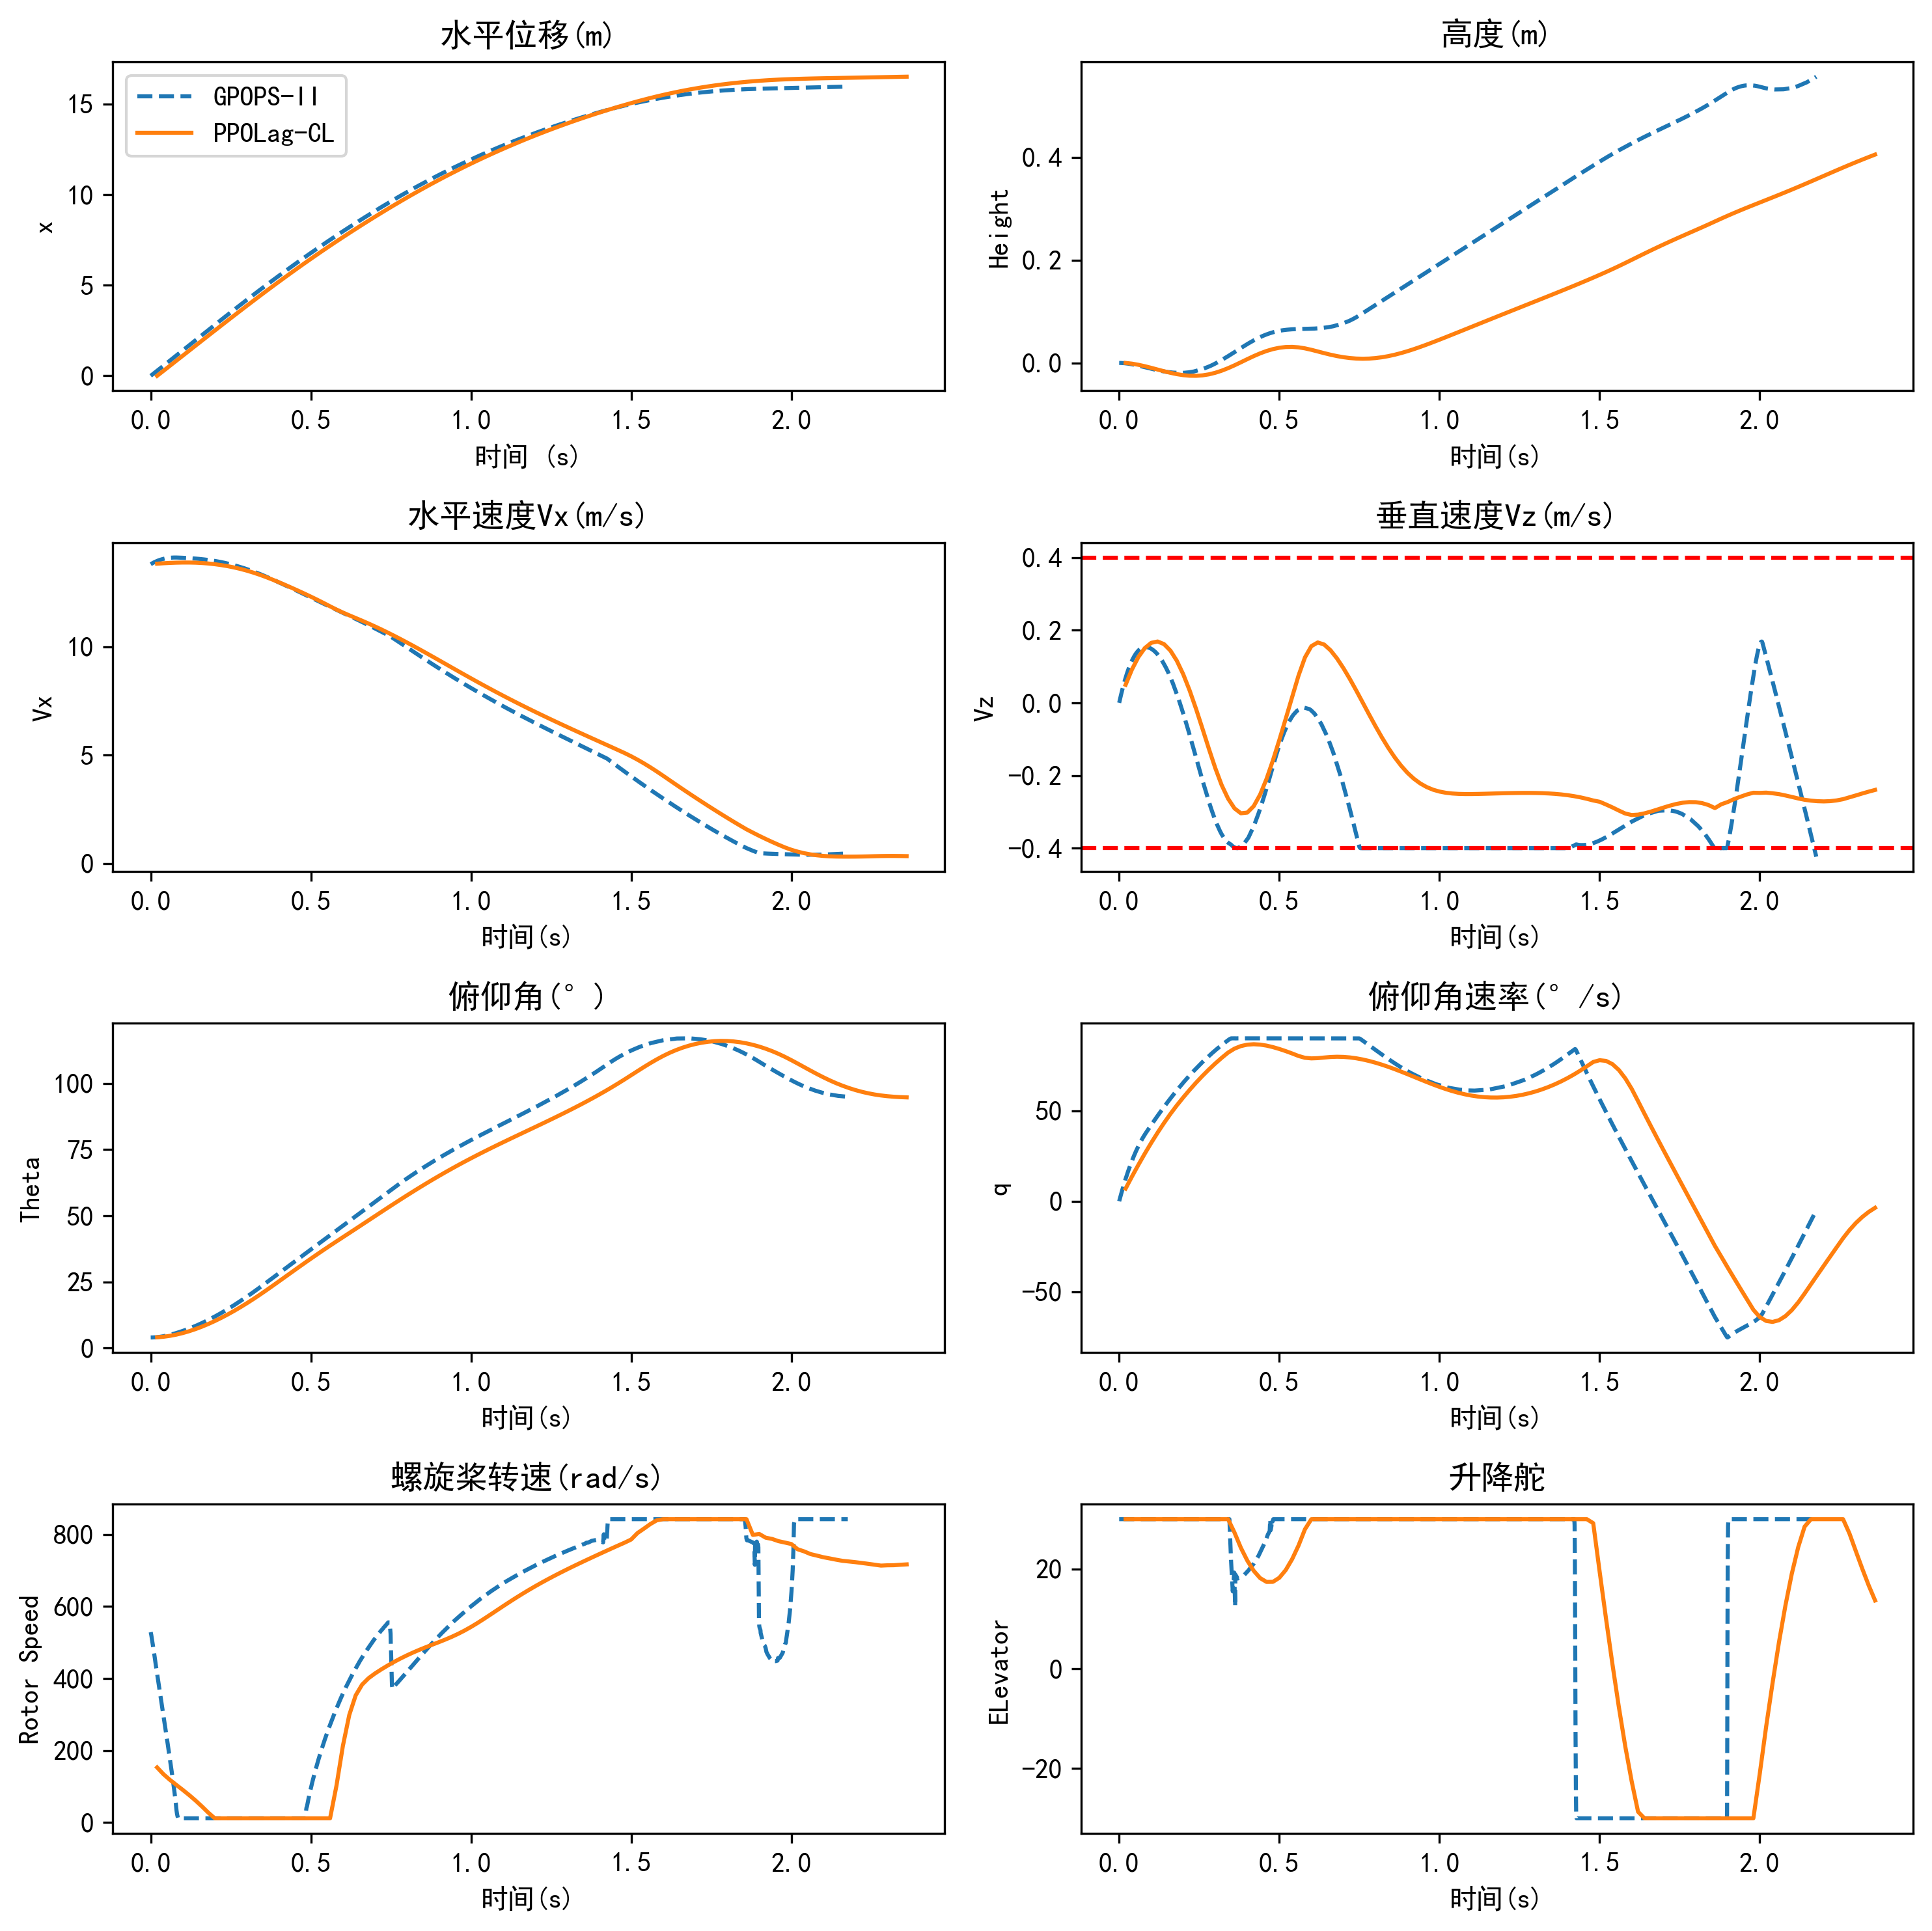 水平位移(m)
GPOPS-II
PPOLag-CL
15
10
5
0
x
0.0 0.5 1.0 1.5 2.0
时间 (s)
高度(m)
0.4
0.2
0.0
Height
0.0 0.5 1.0 1.5 2.0
时间(s)
水平速度Vx(m/s)
10
5
0
Vx
0.0 0.5 1.0 1.5 2.0
时间(s)
垂直速度Vz(m/s)
0.4
0.2
0.0
-0.2
-0.4
Vz
0.0 0.5 1.0 1.5 2.0
时间(s)
俯仰角(° )
100
75
50
25
0
Theta
0.0 0.5 1.0 1.5 2.0
时间(s)
俯仰角速率(° /s)
50
0
-50
q
0.0 0.5 1.0 1.5 2.0
时间(s)
螺旋桨转速(rad/s)
800
600
400
200
0
Rotor Speed
0.0 0.5 1.0 1.5 2.0
时间(s)
升降舵
20
0
-20
ELevator
0.0 0.5 1.0 1.5 2.0
时间(s)